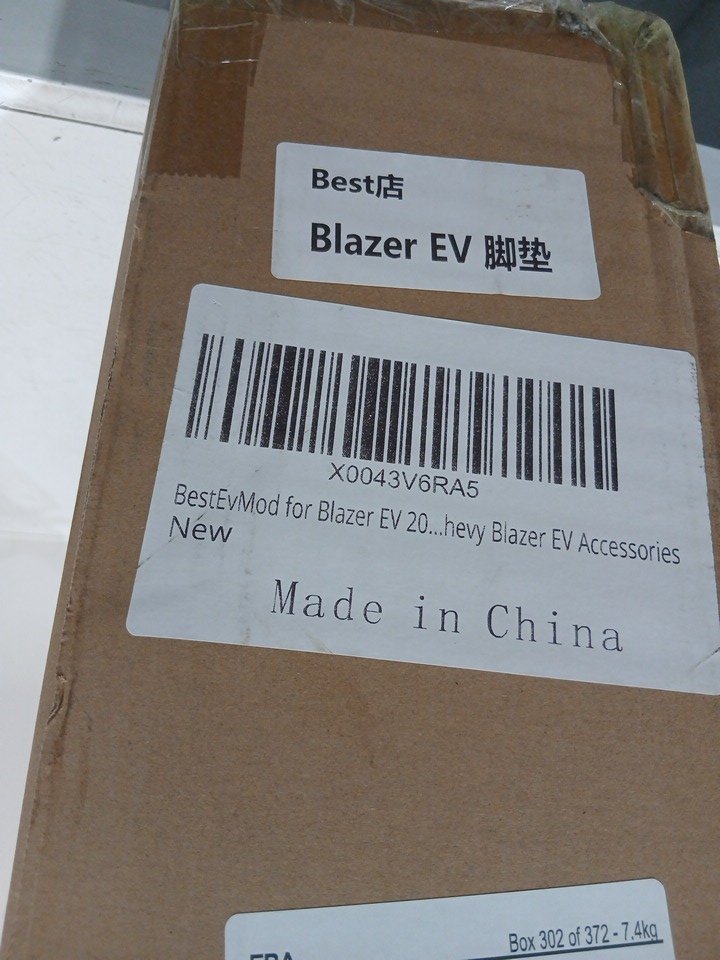 Best店
Blazer EV 脚垫
X0043V6RA5
BestEvMod for Blazer EV 20...hevy Blazer EV Accessories
New
Made in China
Box 302 of 372 - 7.4kg
FBA